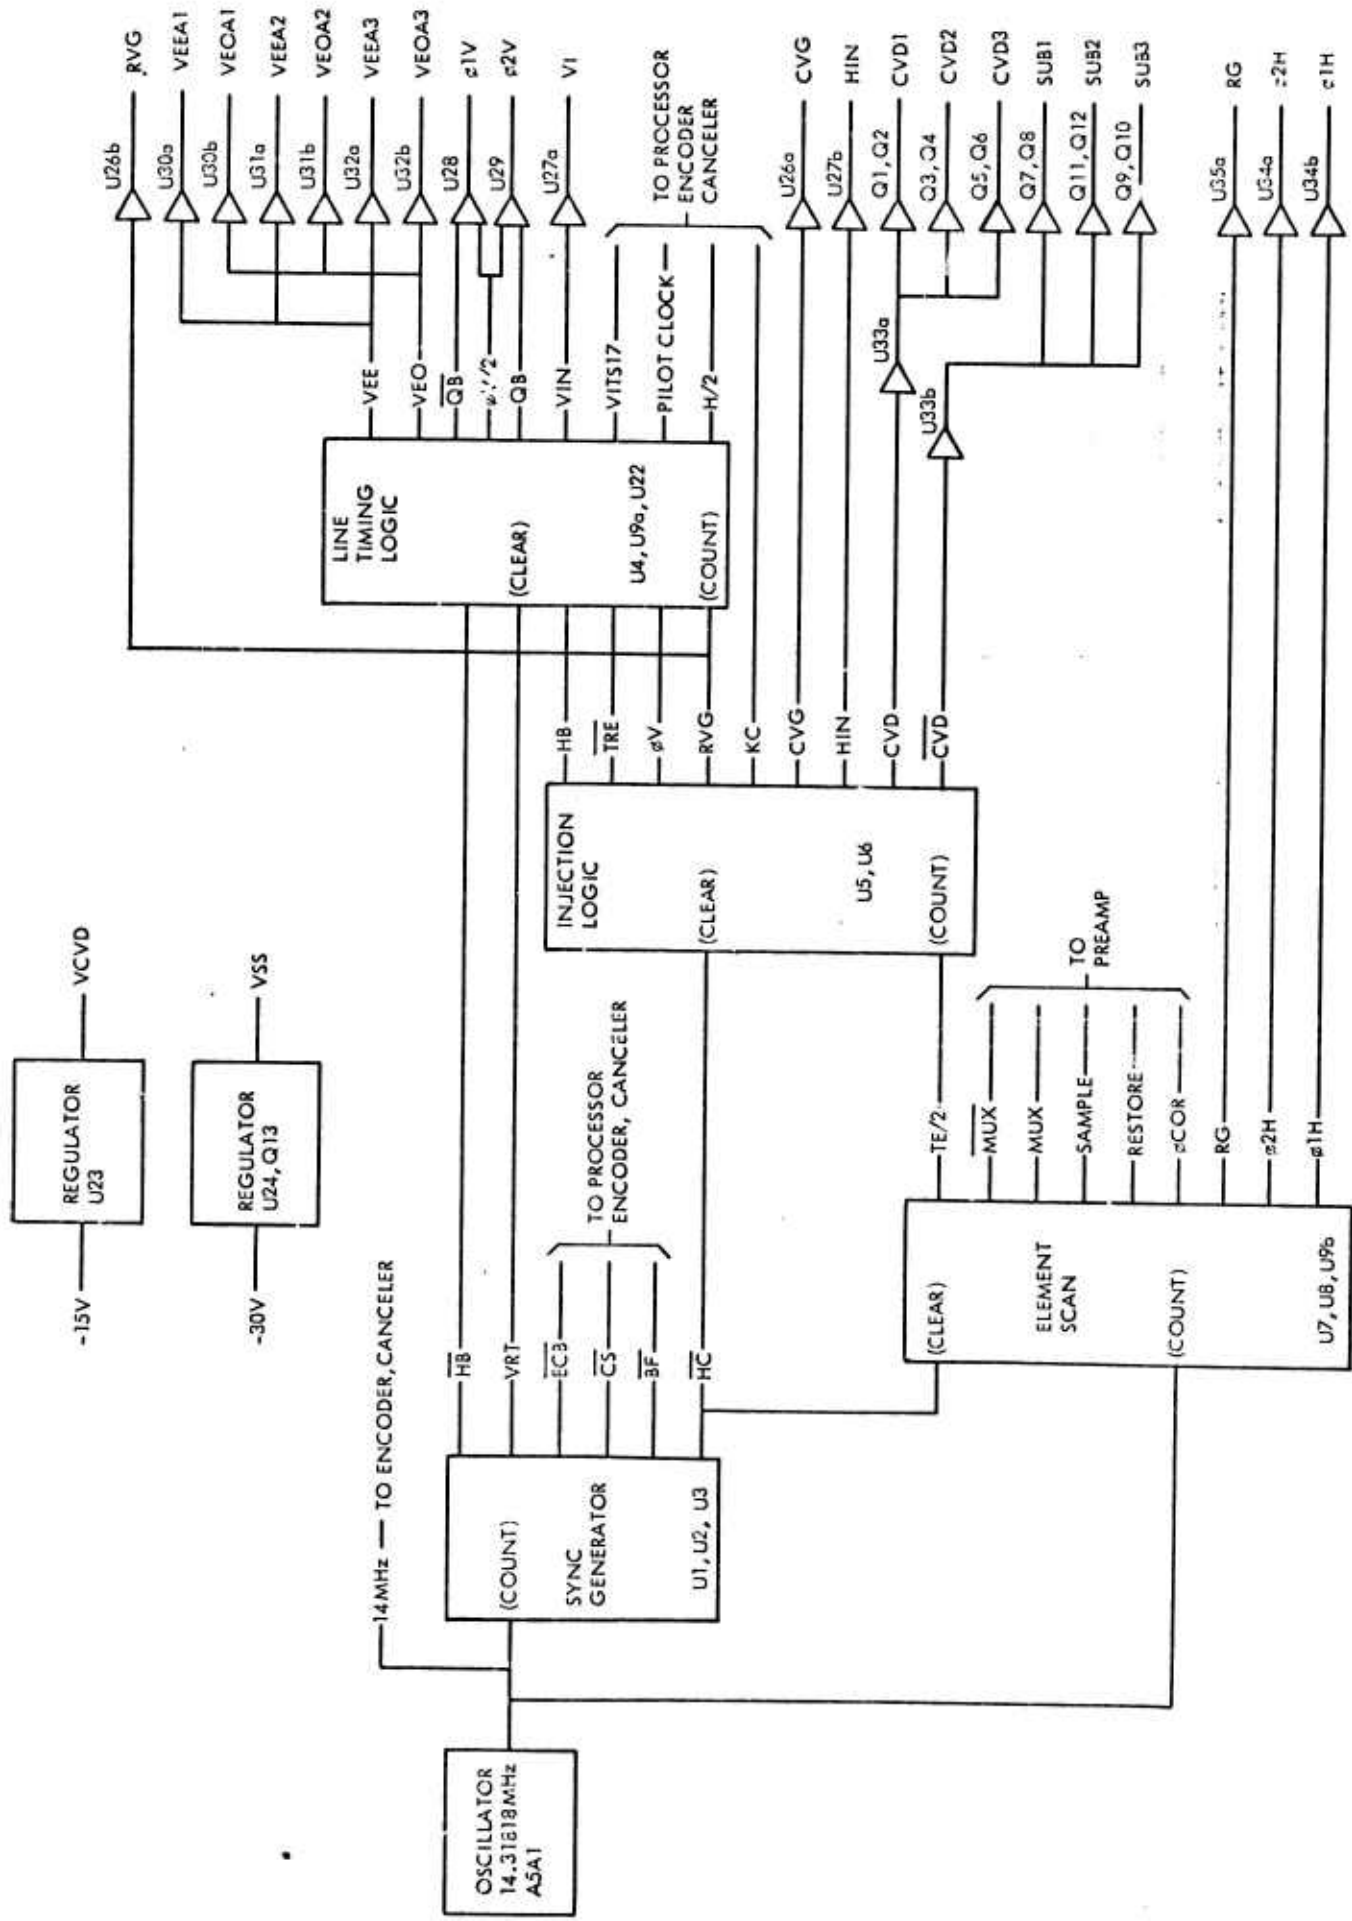 -15V
REGULATOR
U23
VCVD
-30V
REGULATOR
U24, Q13
VSS
OSCILLATOR
14.31818MHz
A5A1
14MHz
TO ENCODER, CANCELER
(COUNT)
SYNC
GENERATOR
U1, U2, U3
HB
VRT
ECB
CS
BF
HC
TO PROCESSOR
ENCODER, CANCELER
(CLEAR)
ELEMENT
SCAN
(COUNT)
U7, U8, U9b
TE/2
MUX
MUX
SAMPLE
RESTORE
øCOR
RG
ø2H
ø1H
TO
PREAMP
INJECTION
LOGIC
(CLEAR)
U5, U6
(COUNT)
HB
TRE
øV
RVG
KC
CVG
HIN
CVD
CVD
LINE
TIMING
LOGIC
(CLEAR)
U4, U9a, U22
(COUNT)
VEE
VEO
QB
QB
VIN
VITS17
PILOT CLOCK
H/2
TO PROCESSOR
ENCODER
CANCELER
U33a
U33b
U26b
RVG
U30a
VEEA1
U30b
VEOA1
U31a
VEEA2
U31b
VEOA2
U32a
VEEA3
U32b
VEOA3
U28
ø1V
U29
ø2V
U27a
VI
U26a
CVG
U27b
HIN
Q1, Q2
CVD1
Q3, Q4
CVD2
Q5, Q6
CVD3
Q7, Q8
SUB1
Q11, Q12
SUB2
Q9, Q10
SUB3
U35a
RG
U34a
ø2H
U34b
ø1H